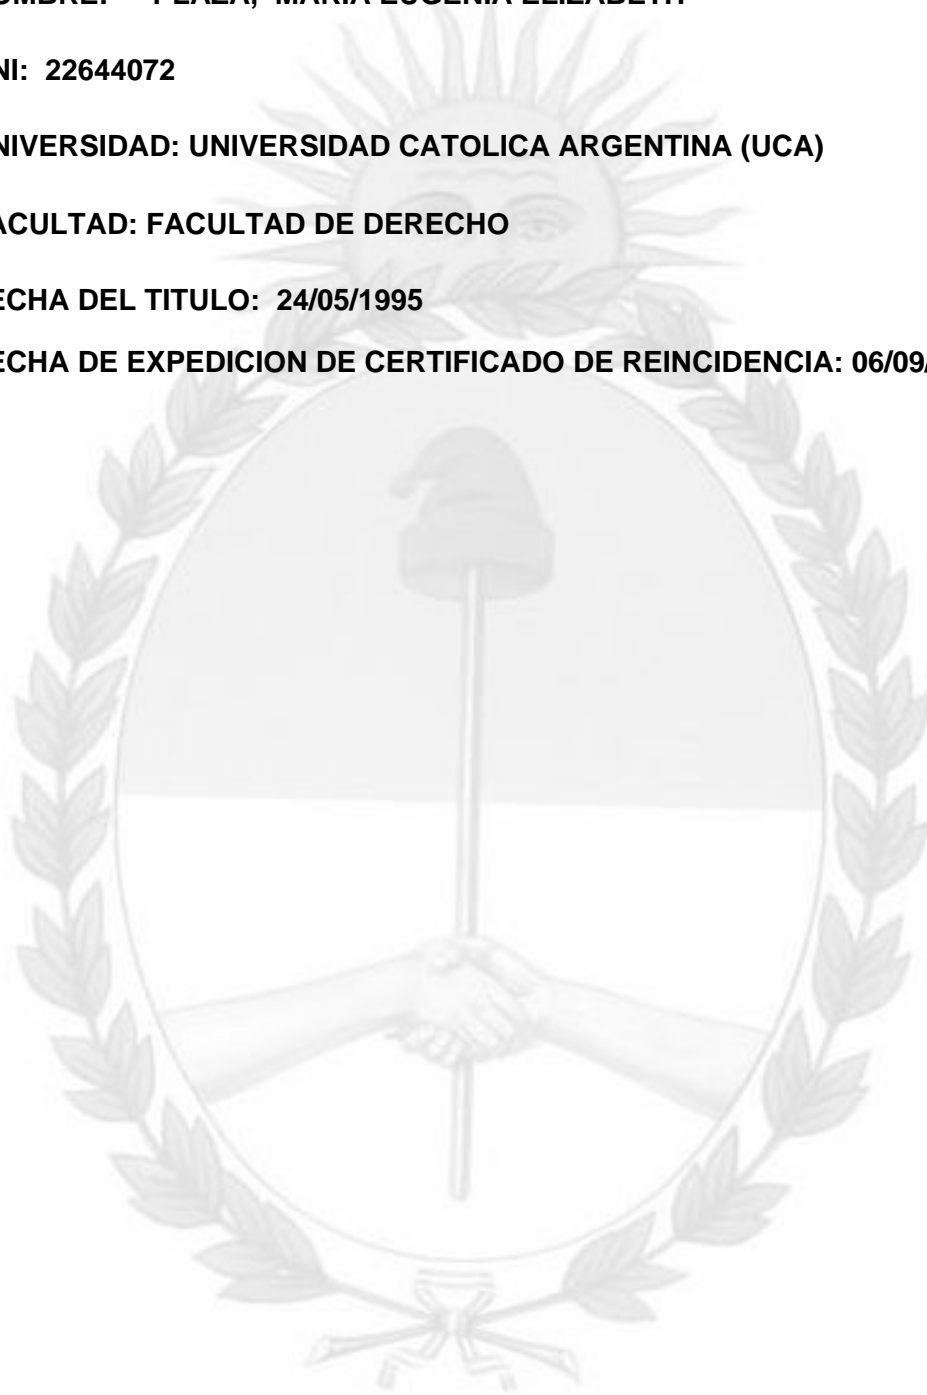 OMBRE: PLAZA, MARIA EUGENIA ELIZABETH
NI: 22644072
NIVERSIDAD: UNIVERSIDAD CATOLICA ARGENTINA (UCA)
ACULTAD: FACULTAD DE DERECHO
ECHA DEL TITULO: 24/05/1995
ECHA DE EXPEDICION DE CERTIFICADO DE REINCIDENCIA: 06/09/